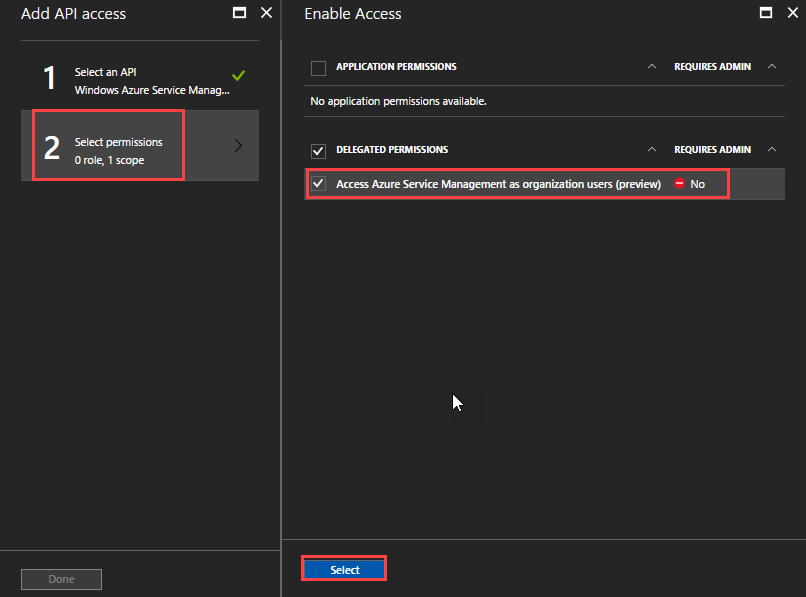 Add API access
1
Select an API
Windows Azure Service Manag...
2
Select permissions
0 role, 1 scope
Done
Enable Access
APPLICATION PERMISSIONS REQUIRES ADMIN
No application permissions available.
DELEGATED PERMISSIONS REQUIRES ADMIN
Access Azure Service Management as organization users (preview) No
Select